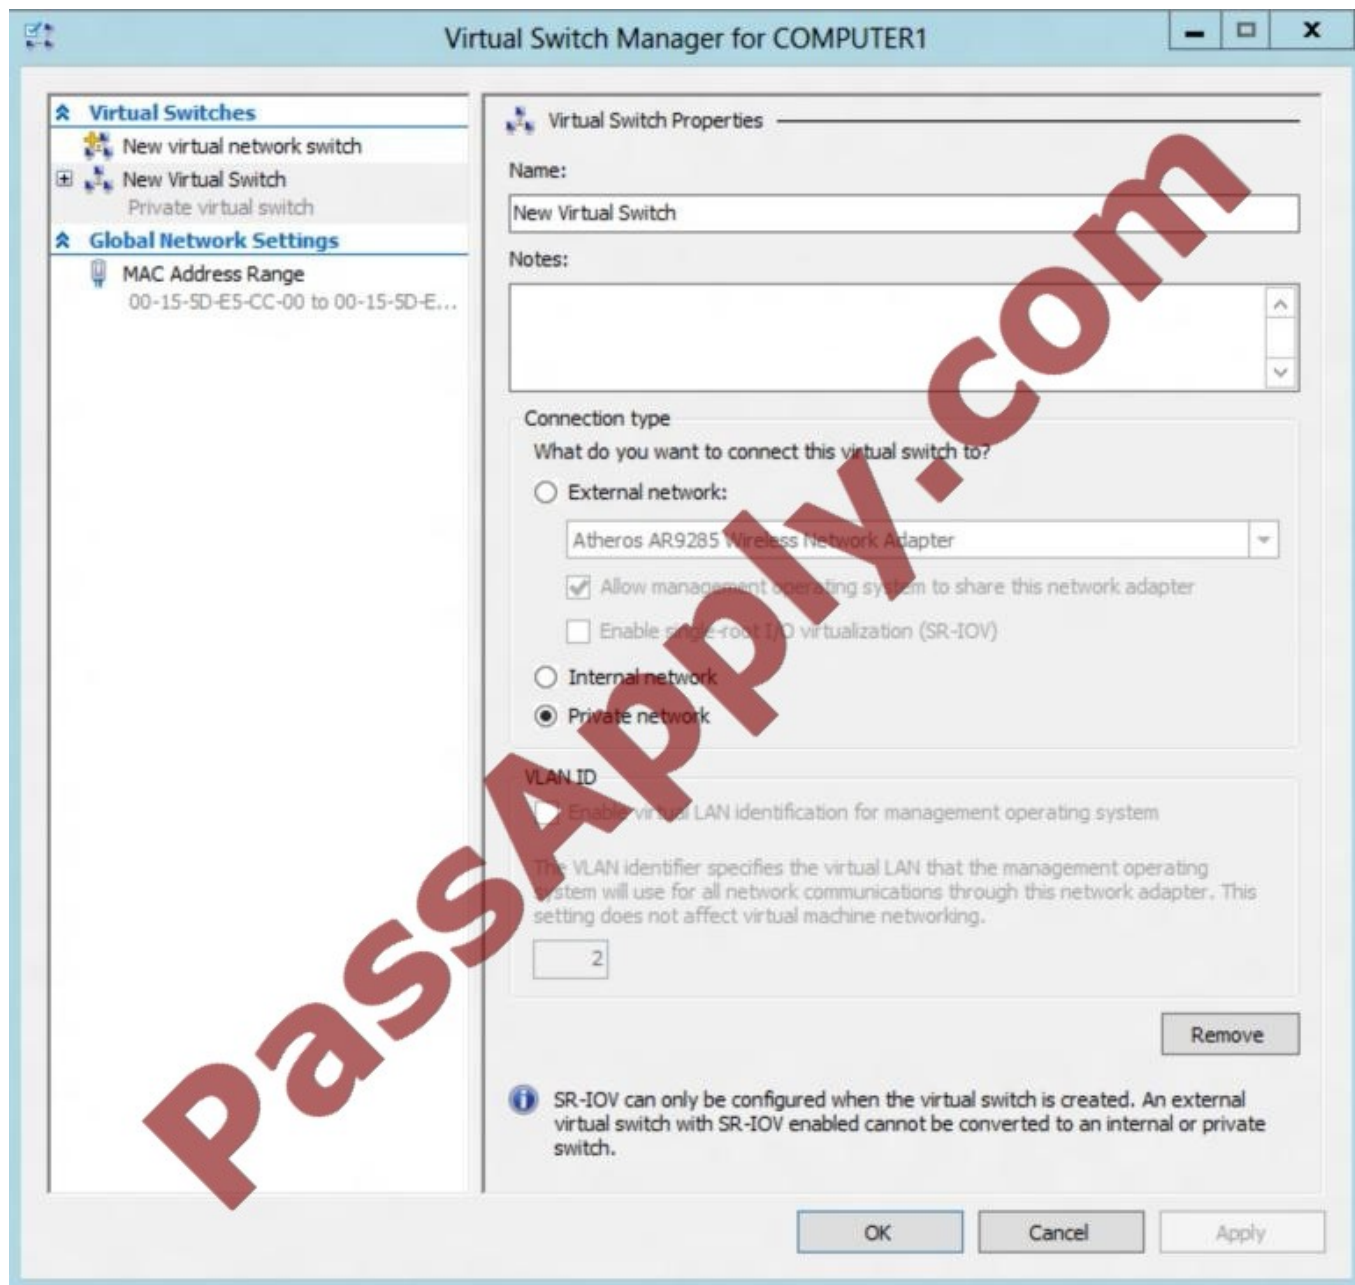 Virtual Switch Manager for COMPUTER1
Virtual Switches
New virtual network switch
New Virtual Switch
Private virtual switch
Global Network Settings
MAC Address Range
00-15-5D-E5-CC-00 to 00-15-5D-E...
Virtual Switch Properties
Name:
New Virtual Switch
Notes:
Connection type
What do you want to connect this virtual switch to?
External network:
Atheros AR9285 Wireless Network Adapter
Allow management operating system to share this network adapter
Enable single-root I/O virtualization (SR-IOV)
Internal network
Private network
VLAN ID
Enable virtual LAN identification for management operating system
The VLAN identifier specifies the virtual LAN that the management operating
system will use for all network communications through this network adapter. This
setting does not affect virtual machine networking.
2
Remove
SR-IOV can only be configured when the virtual switch is created. An external
virtual switch with SR-IOV enabled cannot be converted to an internal or private
switch.
OK
Cancel
Apply
PassApply.com